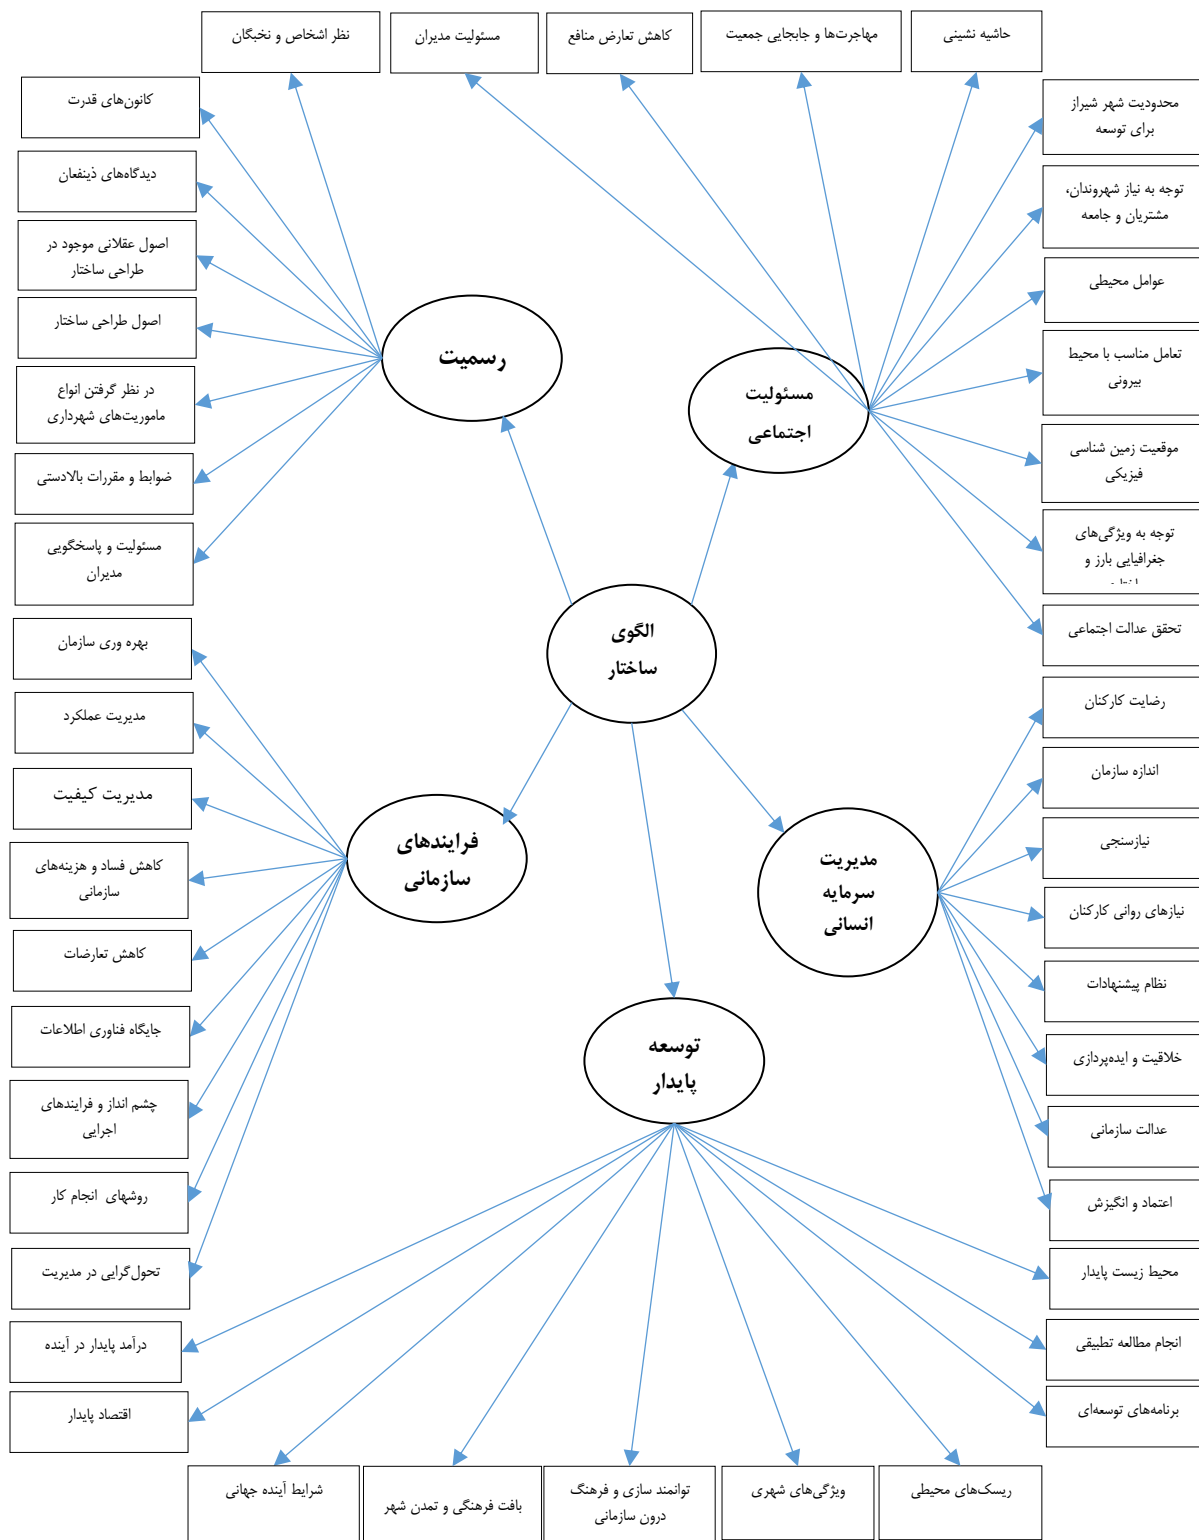 حاشیه نشینی
مهاجرت‌ها و جابجایی جمعیت
کاهش تعارض منافع
مسئولیت مدیران
نظر اشخاص و نخبگان
محدودیت شهر شیراز
برای توسعه
توجه به نیاز شهروندان،
مشتریان و جامعه
عوامل محیطی
تعامل مناسب با محیط
بیرونی
موقعیت زمین شناسی
فیزیکی
توجه به ویژگی‌های
جغرافیایی بارز و
تحقق عدالت اجتماعی
کانون‌های قدرت
دیدگاه‌های ذینفعان
اصول عقلانی موجود در
طراحی ساختار
اصول طراحی ساختار
در نظر گرفتن انواع
ماموریت‌های شهرداری
ضوابط و مقررات بالادستی
مسئولیت و پاسخگویی
مدیران
مسئولیت
اجتماعی
رسمیت
الگوی
ساختار
رضایت کارکنان
اندازه سازمان
نیازسنجی
نیازهای روانی کارکنان
نظام پیشنهادات
خلاقیت و ایده‌پردازی
عدالت سازمانی
اعتماد و انگیزش
مدیریت
سرمایه
انسانی
فرایندهای
سازمانی
بهره وری سازمان
مدیریت عملکرد
مدیریت کیفیت
کاهش فساد و هزینه‌های
سازمانی
کاهش تعارضات
جایگاه فناوری اطلاعات
چشم انداز و فرایندهای
اجرایی
روشهای انجام کار
تحول‌گرایی در مدیریت
توسعه
پایدار
محیط زیست پایدار
انجام مطالعه تطبیقی
برنامه‌های توسعه‌ای
درآمد پایدار در آینده
اقتصاد پایدار
ریسک‌های محیطی
ویژگی‌های شهری
توانمند سازی و فرهنگ
درون سازمانی
بافت فرهنگی و تمدن شهر
شرایط آینده جهانی